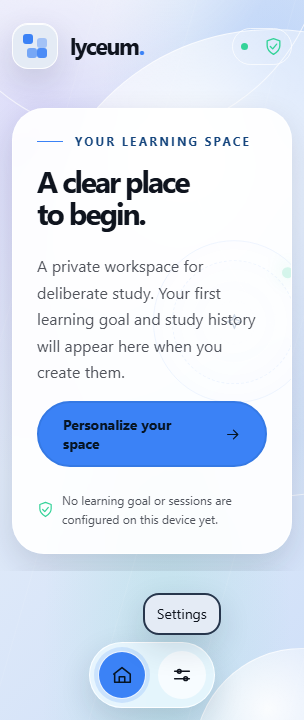 lyceum.
YOUR LEARNING SPACE
A clear place
to begin.
A private workspace for
deliberate study. Your first
learning goal and study history
will appear here when you
create them.
Personalize your
space
No learning goal or sessions are
configured on this device yet.
Settings